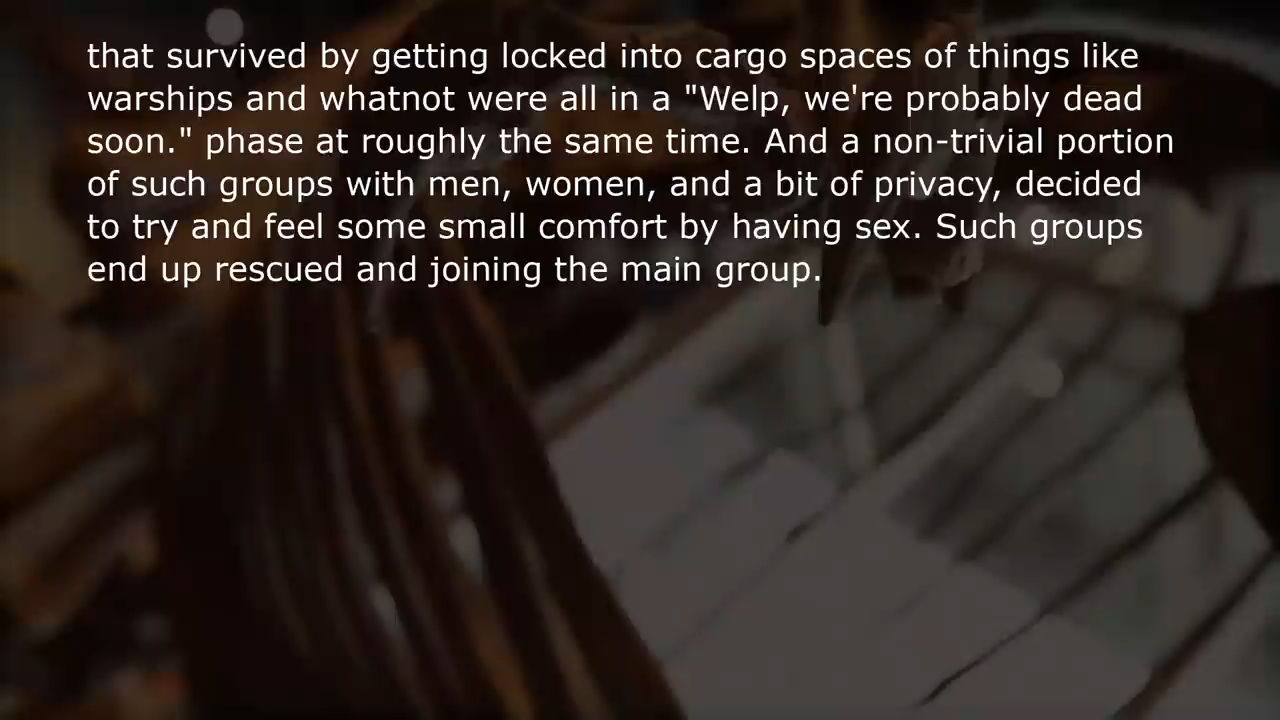 that survived by getting locked into cargo spaces of things like
warships and whatnot were all in a "Welp, we're probably dead
soon." phase at roughly the same time. And a non-trivial portion
of such groups with men, women, and a bit of privacy, decided
to try and feel some small comfort by having sex. Such groups
end up rescued and joining the main group.